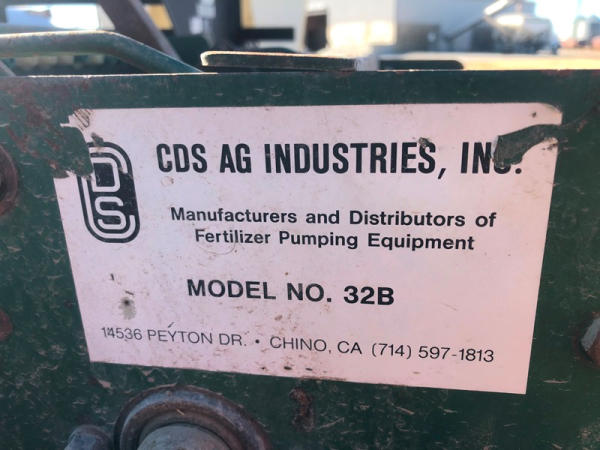 CDS
CDS AG INDUSTRIES, INC.
Manufacturers and Distributors of
Fertilizer Pumping Equipment
MODEL NO. 32B
14536 PEYTON DR. • CHINO, CA (714) 597-1813